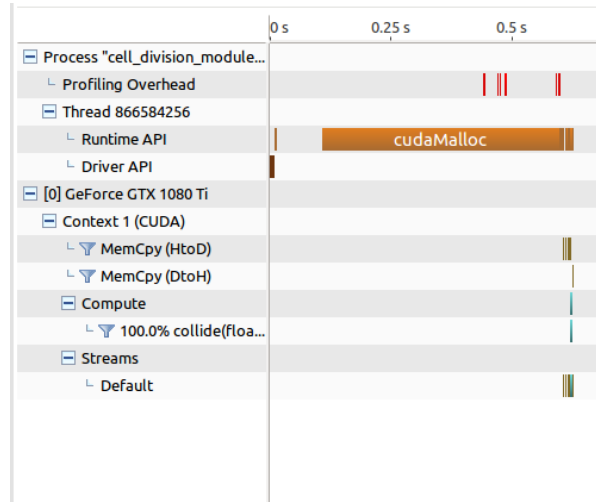 0 s 0.25 s 0.5 s
Process "cell_division_module...
Profiling Overhead
Thread 866584256
Runtime API cudaMalloc
Driver API
[0] GeForce GTX 1080 Ti
Context 1 (CUDA)
MemCpy (HtoD)
MemCpy (DtoH)
Compute
100.0% collide(floa...
Streams
Default